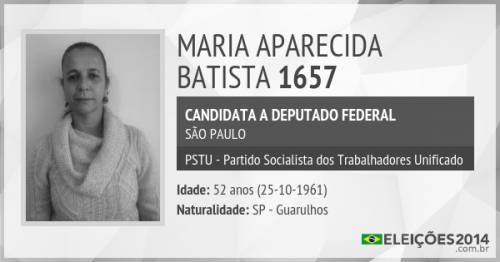 MARIA APARECIDA
BATISTA 1657
CANDIDATA A DEPUTADO FEDERAL
SÃO PAULO
PSTU - Partido Socialista dos Trabalhadores Unificado
Idade: 52 anos (25-10-1961)
Naturalidade: SP - Guarulhos
ELEIÇÕES2014
.com.br